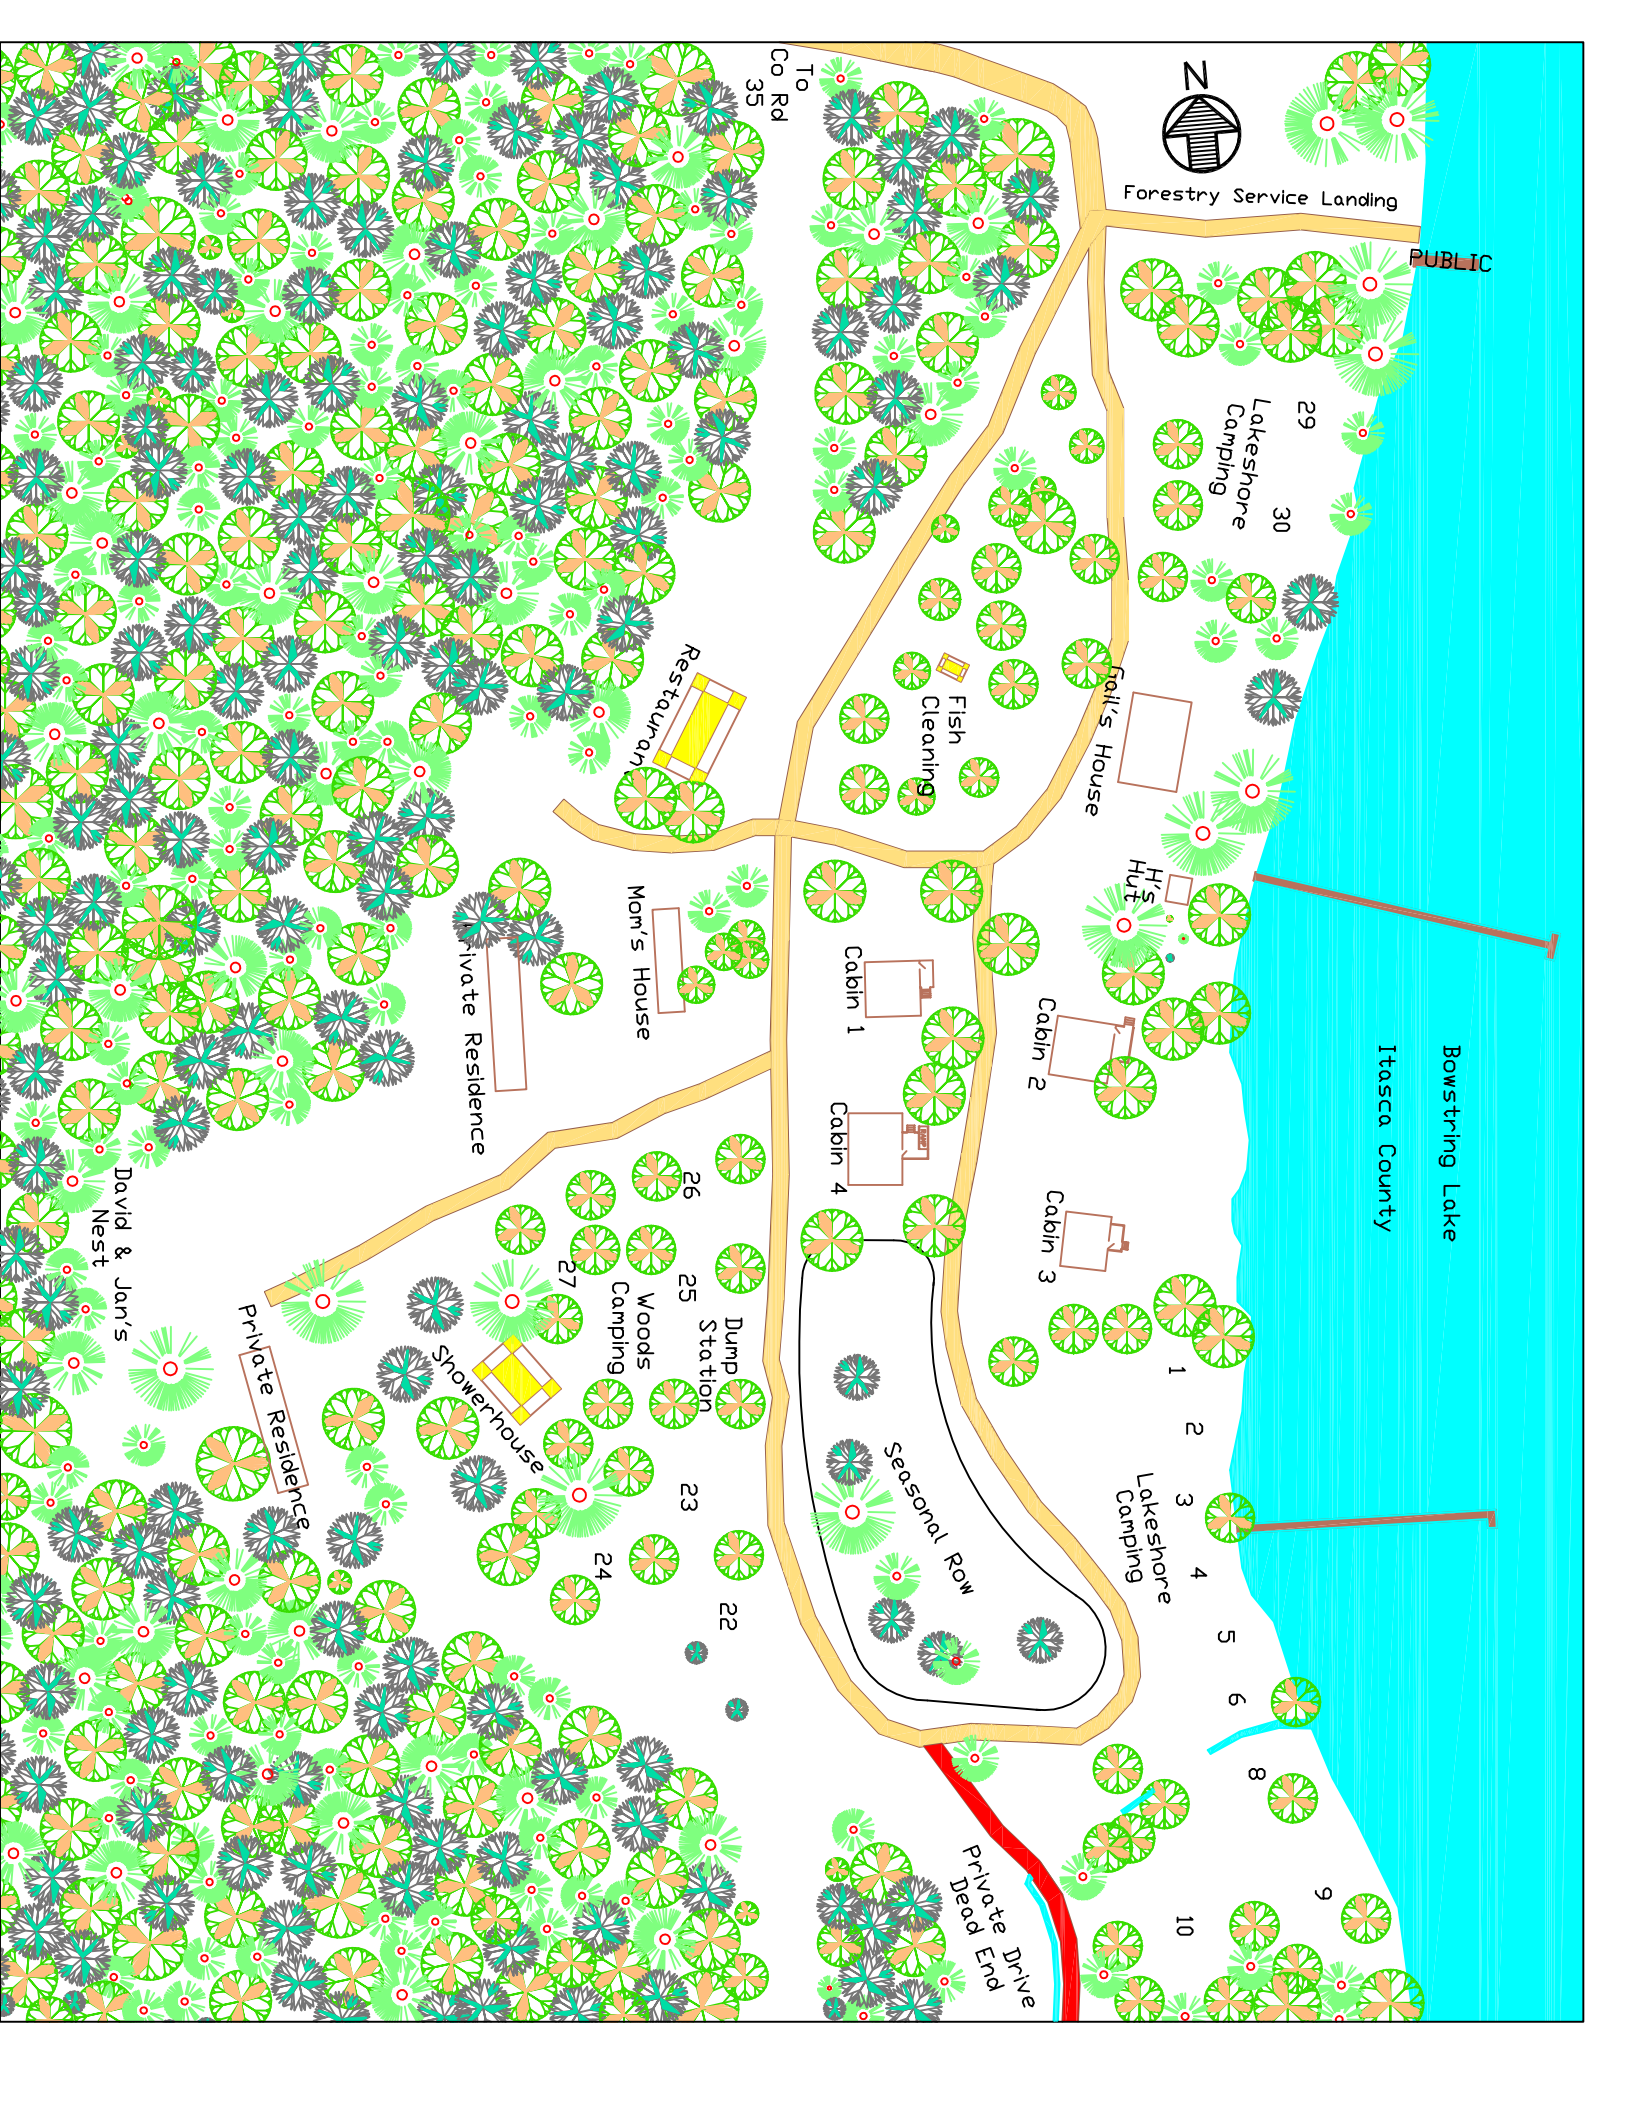 To
Co Rd
35
N
Forestry Service Landing
PUBLIC
29
Lakeshore
Camping
30
Gail's House
Restaurant
Fish
Cleaning
H's
Hut
Mom's House
Private Residence
Cabin 1
Cabin 2
Bowstring Lake
Itasca County
Cabin 4
Cabin 3
David & Jan's
Nest
26
25
27
Woods
Camping
Dump
Station
Private Residence
Showerhouse
23
24
22
Seasonal Row
1
2
3
Lakeshore
Camping
4
5
6
8
9
10
Private Drive
Dead End